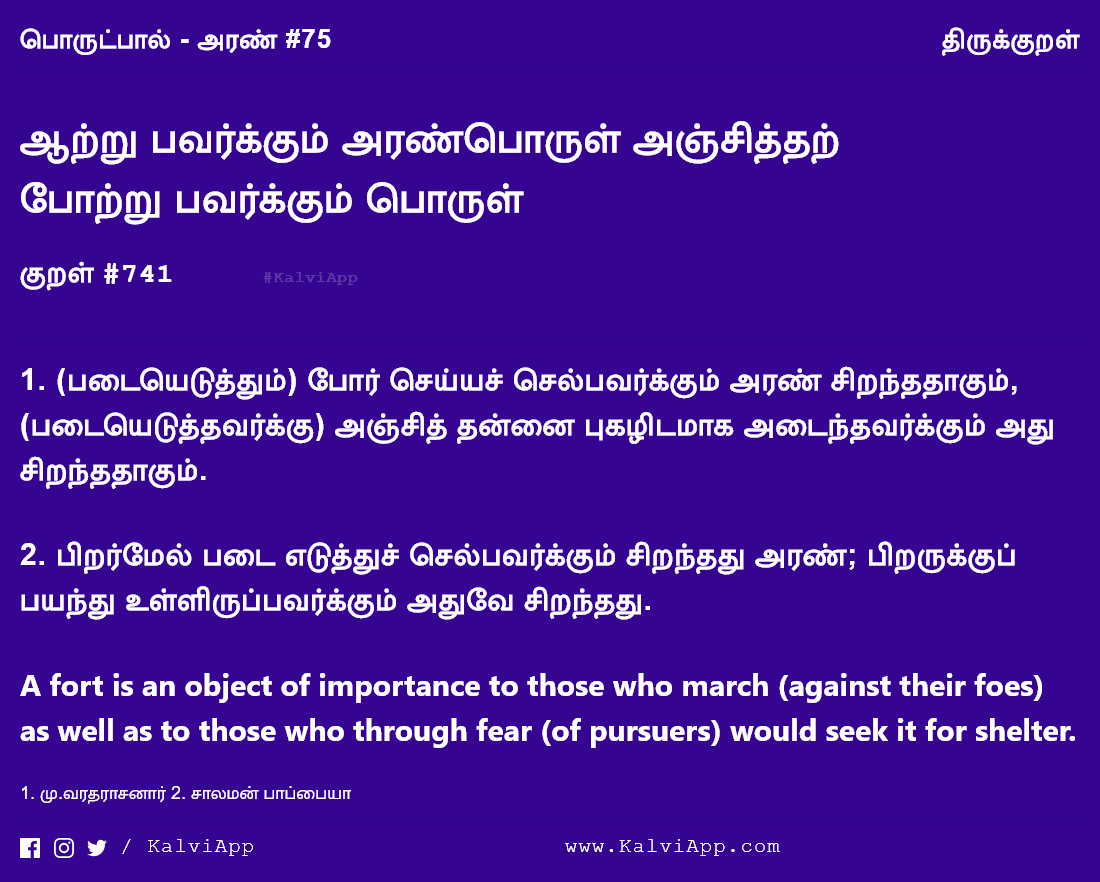 பொருட்பால் - அரண் #75
திருக்குறள்
ஆற்று பவர்க்கும் அரண்பொருள் அஞ்சித்தற்
போற்று பவர்க்கும் பொருள்
குறள் #741
#KalviApp
1. (படையெடுத்தும்) போர் செய்யச் செல்பவர்க்கும் அரண் சிறந்ததாகும்,
(படையெடுத்தவர்க்கு) அஞ்சித் தன்னை புகழிடமாக அடைந்தவர்க்கும் அது
சிறந்ததாகும்.
2. பிறர்மேல் படை எடுத்துச் செல்பவர்க்கும் சிறந்தது அரண்; பிறருக்குப்
பயந்து உள்ளிருப்பவர்க்கும் அதுவே சிறந்தது.
A fort is an object of importance to those who march (against their foes)
as well as to those who through fear (of pursuers) would seek it for shelter.
1. மு.வரதராசனார் 2. சாலமன் பாப்பையா
/ KalviApp
www.KalviApp.com